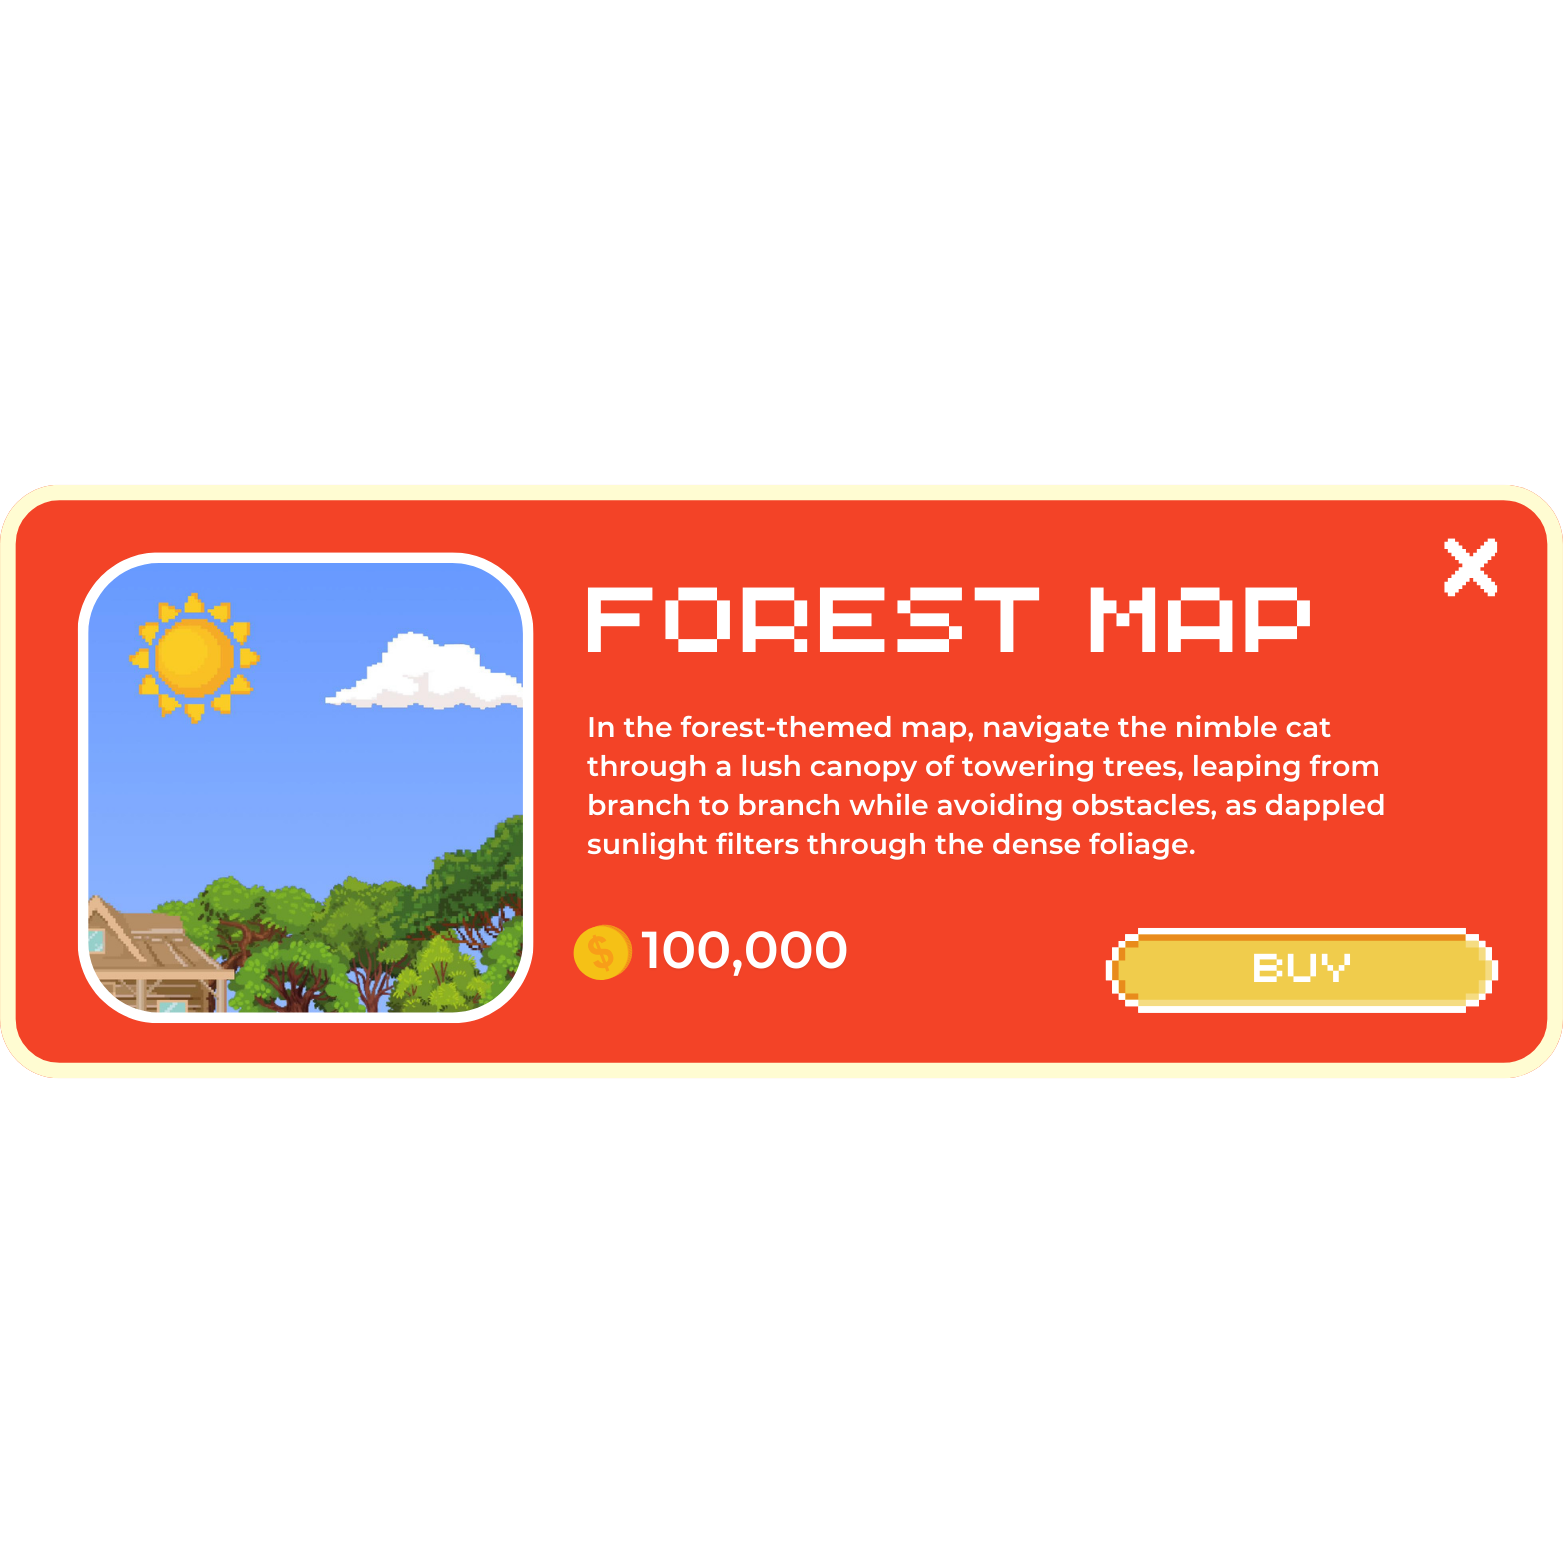 FOREST MAP
In the forest-themed map, navigate the nimble cat
through a lush canopy of towering trees, leaping from
branch to branch while avoiding obstacles, as dappled
sunlight filters through the dense foliage.
$ 100,000
BUY